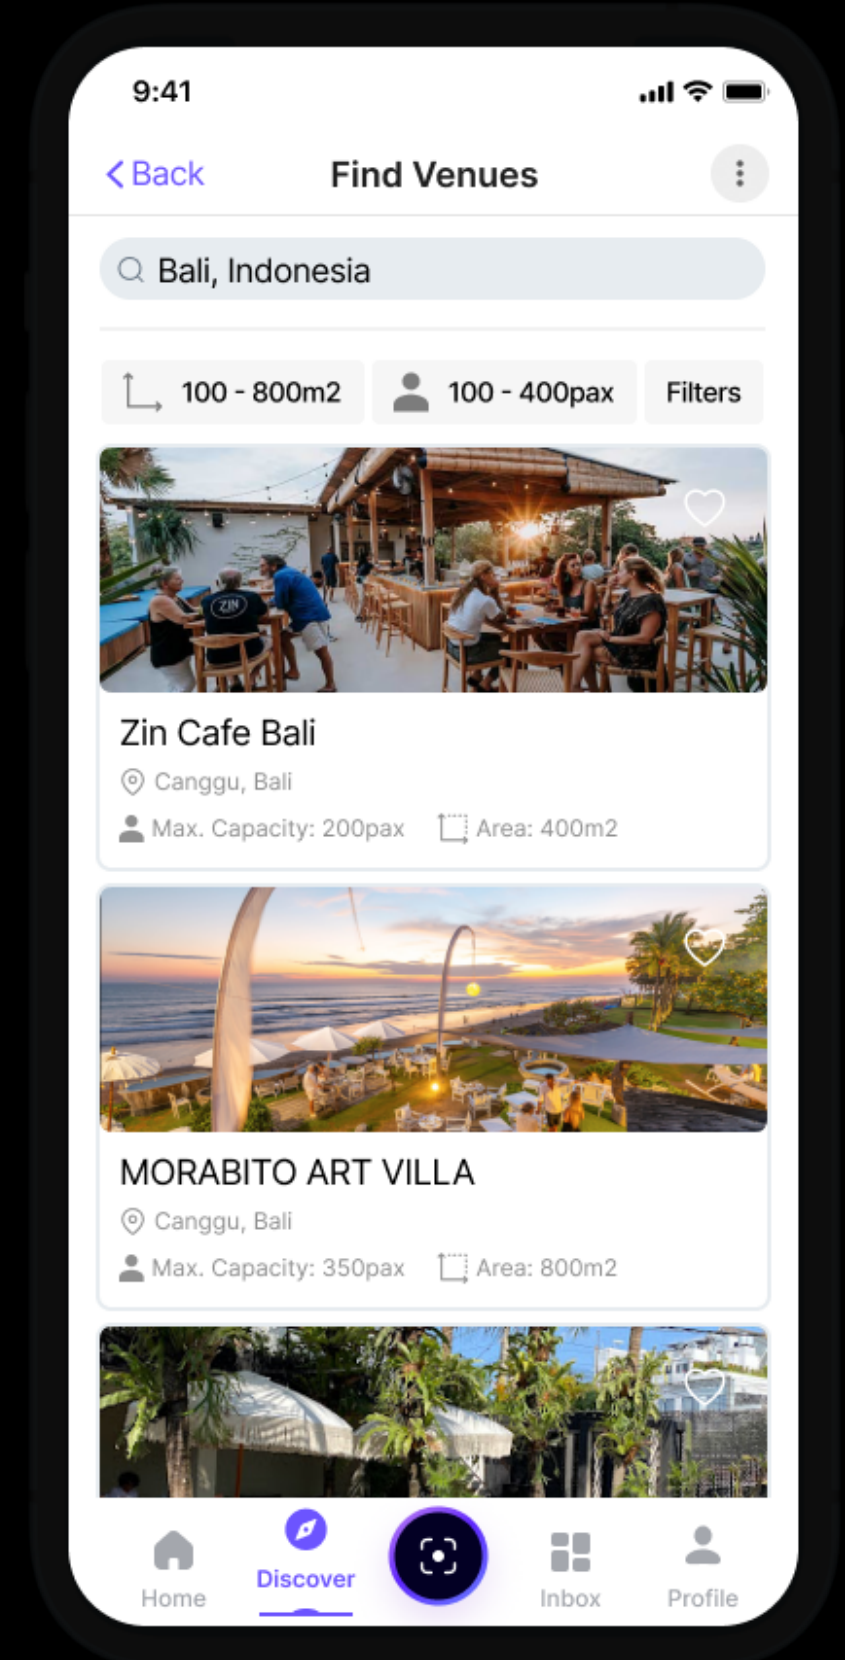 9:41
Back
Find Venues
Bali, Indonesia
100 - 800m2
100 - 400pax
Filters
ZIN
Zin Cafe Bali
Canggu, Bali
Max. Capacity: 200pax
Area: 400m2
MORABITO ART VILLA
Canggu, Bali
Max. Capacity: 350pax
Area: 800m2
Home
Discover
Inbox
Profile